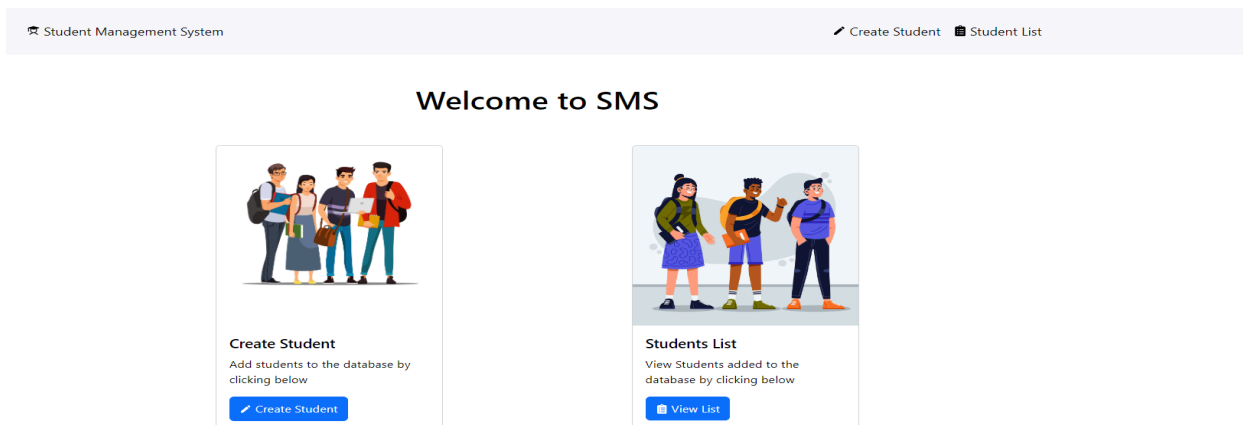 Student Management System
Create Student
Student List
Welcome to SMS
Create Student
Add students to the database by
clicking below
Create Student
Students List
View Students added to the
database by clicking below
View List